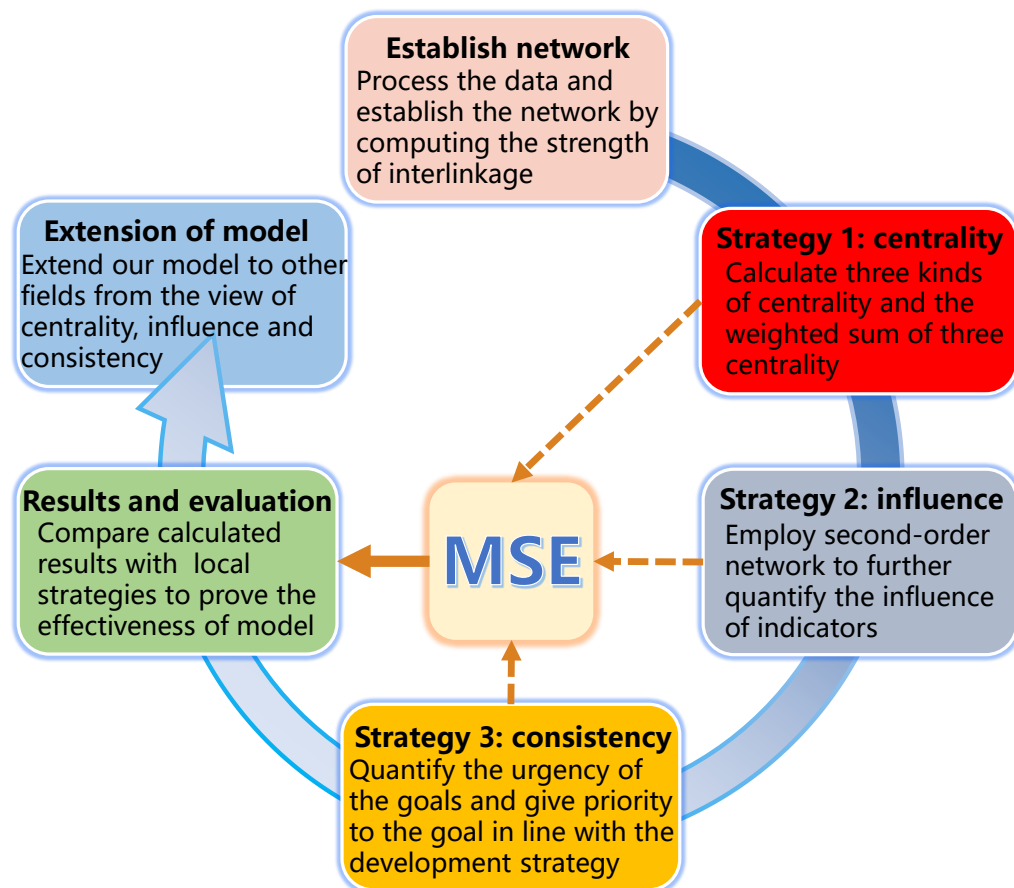 Establish network
Process the data and
establish the network by
computing the strength
of interlinkage
Strategy 1: centrality
Calculate three kinds
of centrality and the
weighted sum of three
centrality
Strategy 2: influence
Employ second-order
network to further
quantify the influence
of indicators
Strategy 3: consistency
Quantify the urgency of
the goals and give priority
to the goal in line with the
development strategy
MSE
Results and evaluation
Compare calculated
results with local
strategies to prove the
effectiveness of model
Extension of model
Extend our model to other
fields from the view of
centrality, influence and
consistency